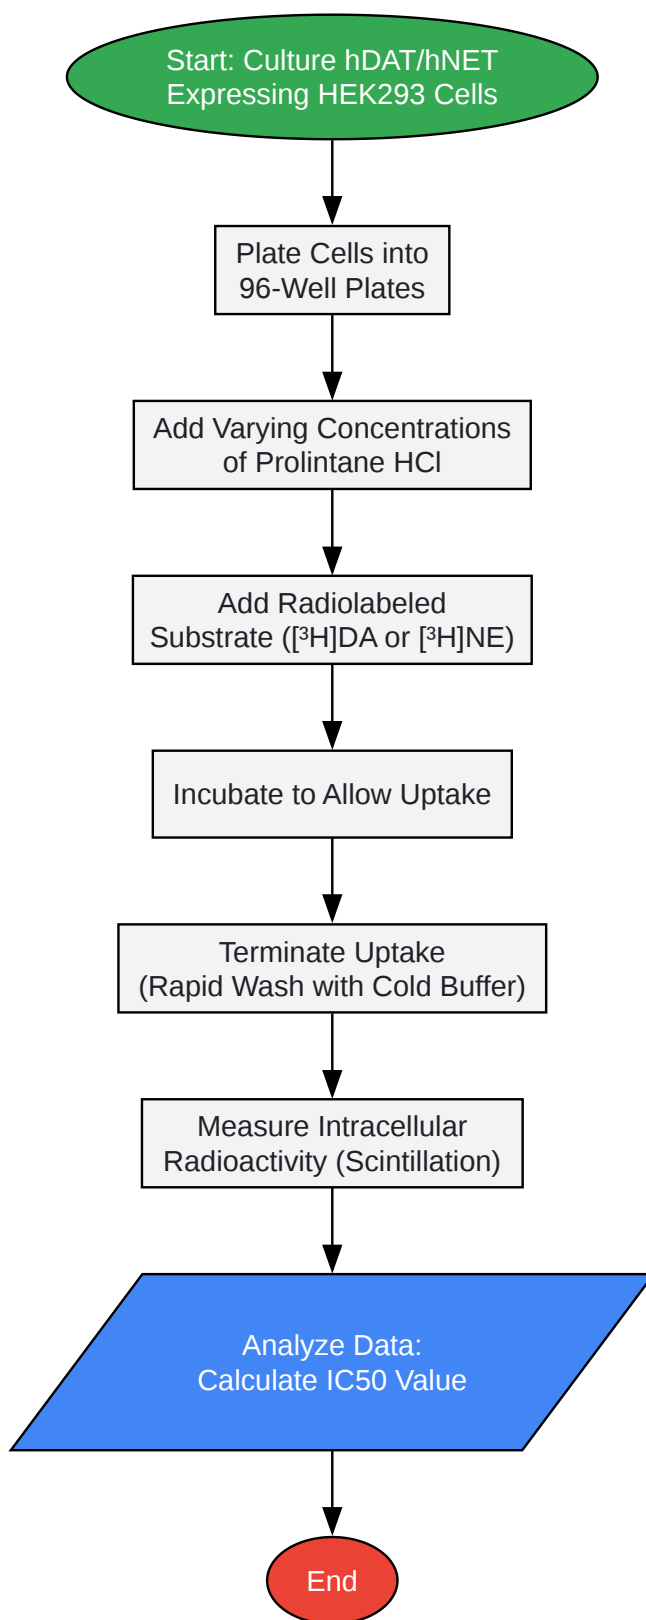 Start: Culture hDAT/hNET
Expressing HEK293 Cells
Plate Cells into
96-Well Plates
Add Varying Concentrations
of Prolintane HCl
Add Radiolabeled
Substrate ([³H]DA or [³H]NE)
Incubate to Allow Uptake
Terminate Uptake
(Rapid Wash with Cold Buffer)
Measure Intracellular
Radioactivity (Scintillation)
Analyze Data:
Calculate IC50 Value
End